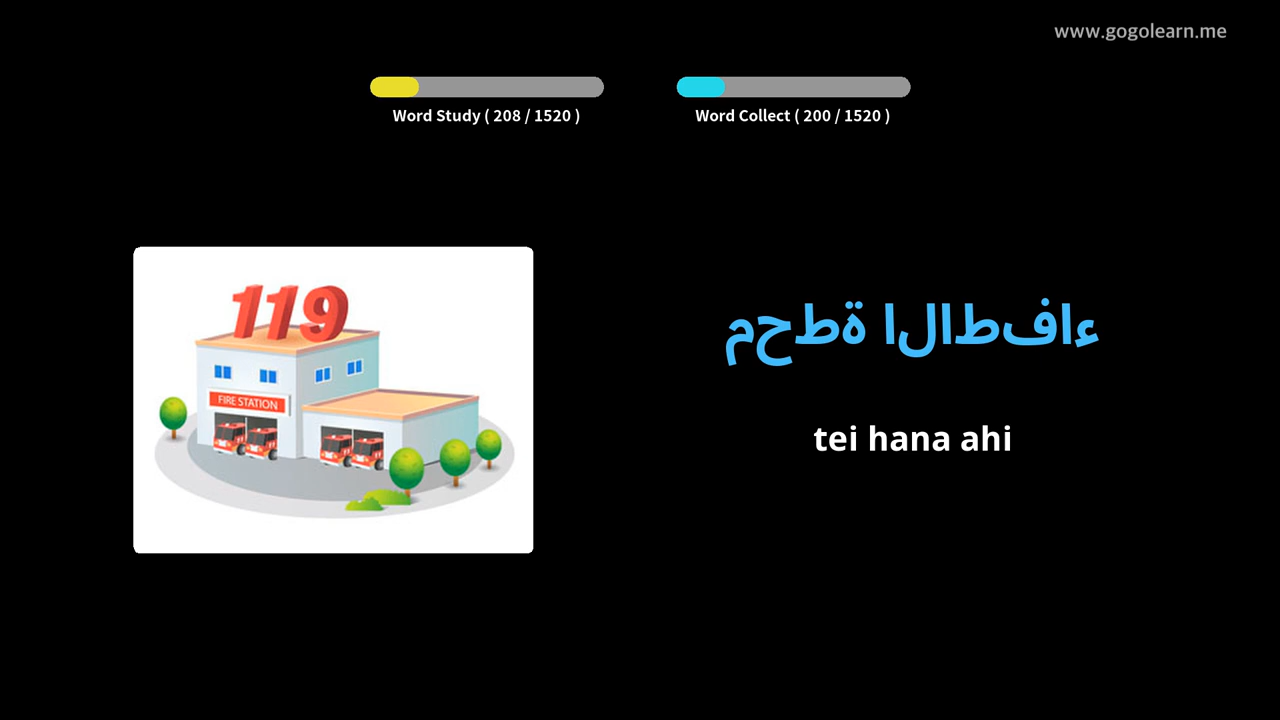 www.gogolearn.me
Word Study ( 208 / 1520 )
Word Collect ( 200 / 1520 )
119
FIRE STATION
محطة الاطفاء
tei hana ahi